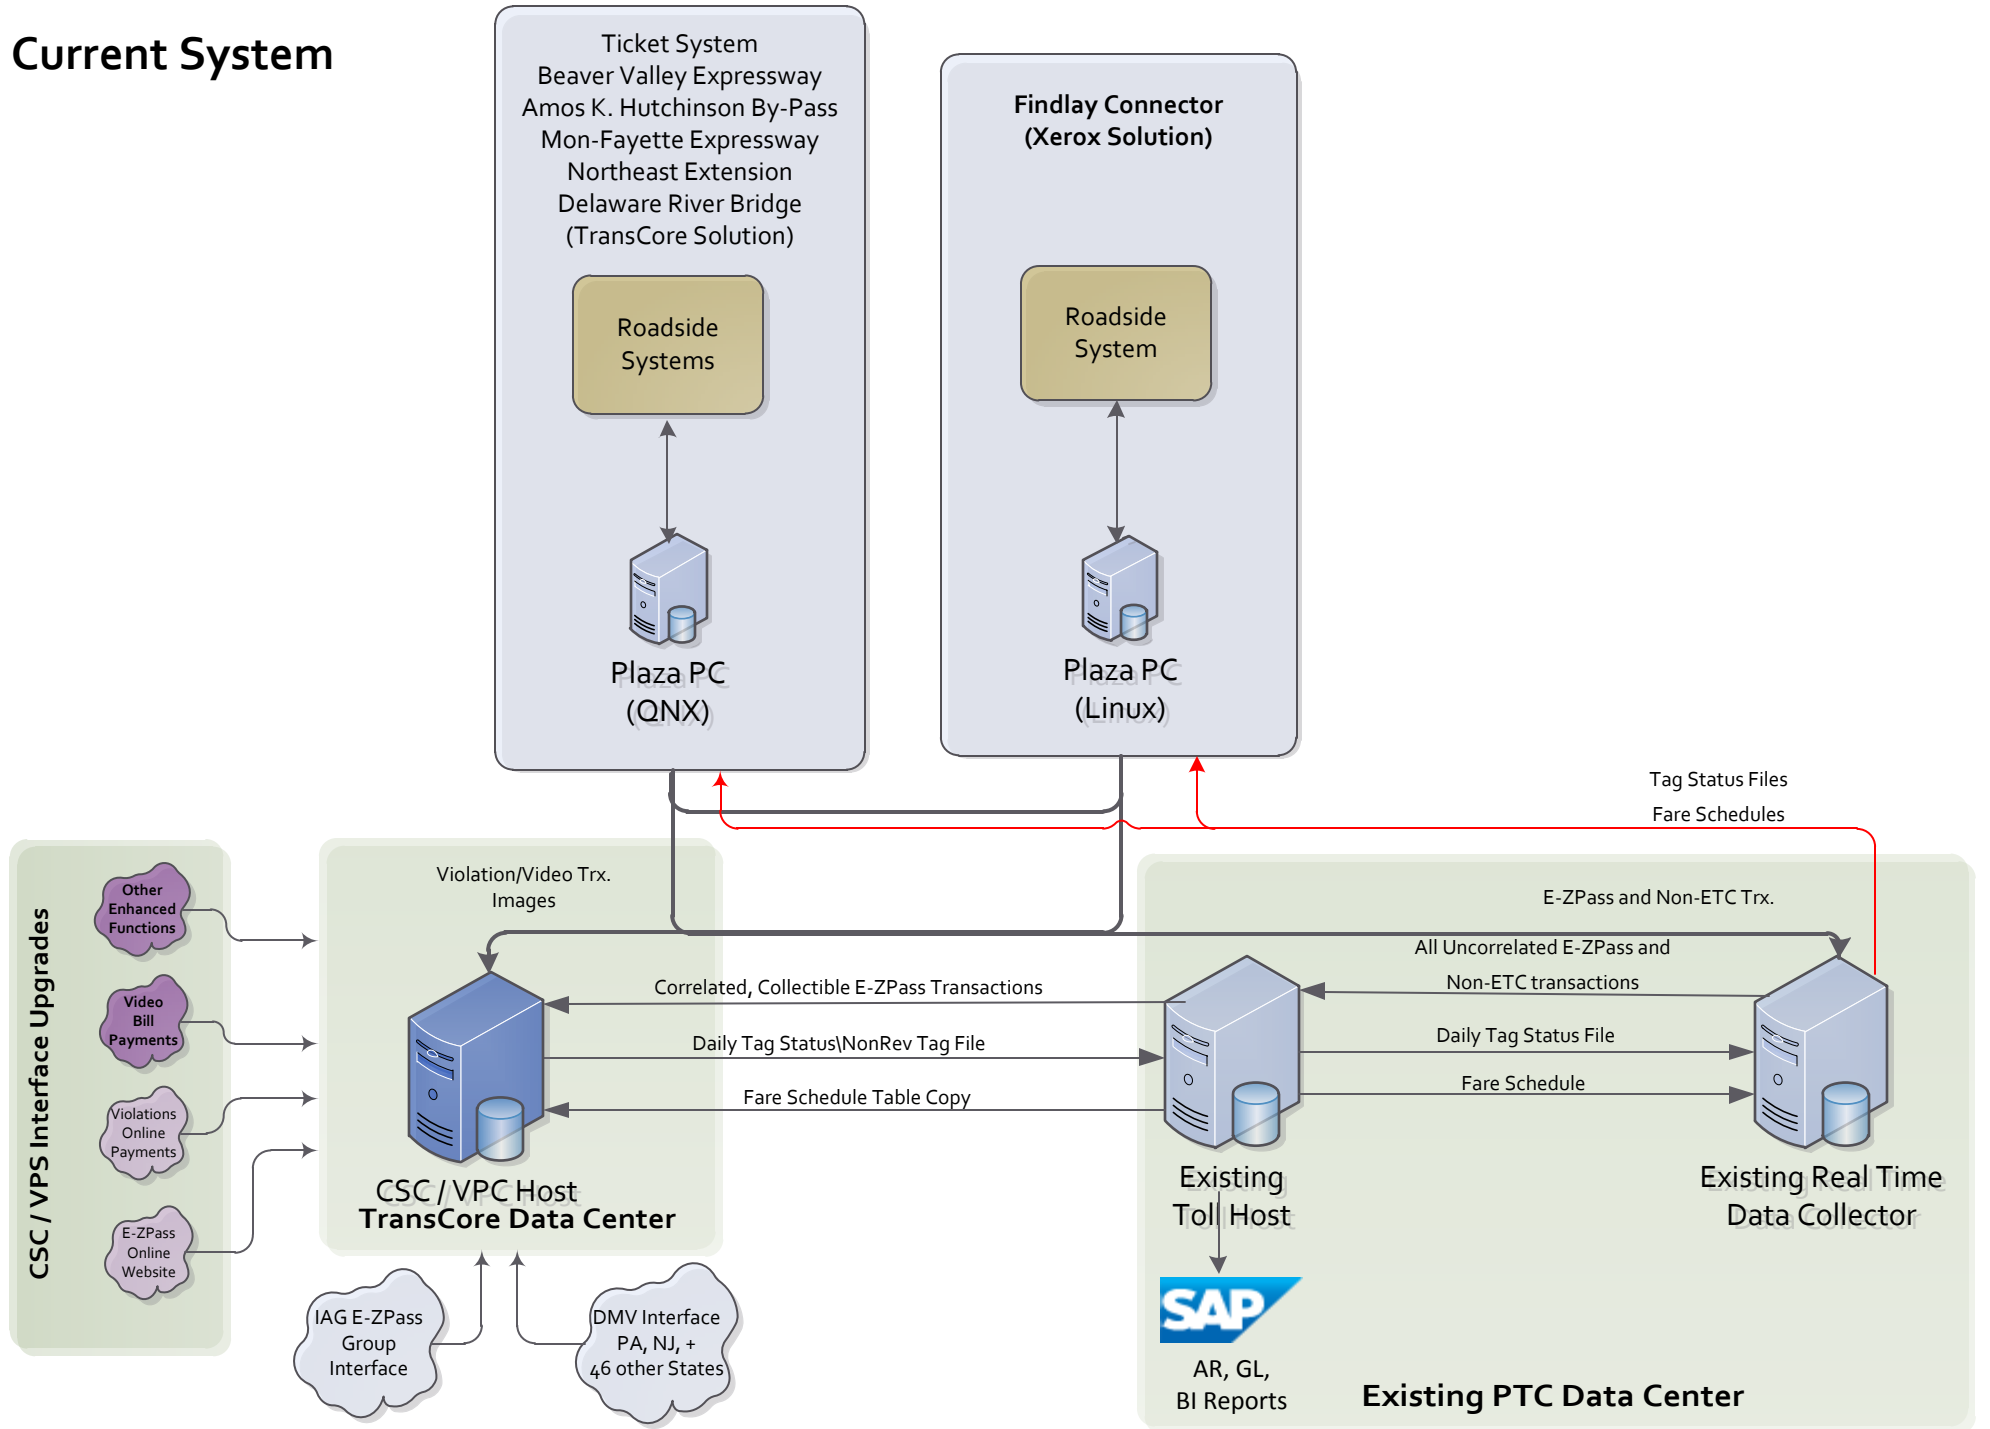 Current System
Ticket System
Beaver Valley Expressway
Amos K. Hutchinson By-Pass
Mon-Fayette Expressway
Northeast Extension
Delaware River Bridge
(TransCore Solution)
Roadside
Systems
Plaza PC
(QNX)
Findlay Connector
(Xerox Solution)
Roadside
System
Plaza PC
(Linux)
Tag Status Files
Fare Schedules
CSC / VPS Interface Upgrades
Other
Enhanced
Functions
Video
Bill
Payments
Violations
Online
Payments
E-ZPass
Online
Website
Violation/Video Trx.
Images
CSC / VPC Host
TransCore Data Center
IAG E-ZPass
Group
Interface
DMV Interface
PA, NJ, +
46 other States
Correlated, Collectible E-ZPass Transactions
Daily Tag Status\NonRev Tag File
Fare Schedule Table Copy
E-ZPass and Non-ETC Trx.
All Uncorrelated E-ZPass and
Non-ETC transactions
Daily Tag Status File
Fare Schedule
Existing
Toll Host
Existing Real Time
Data Collector
SAP
AR, GL,
BI Reports
Existing PTC Data Center